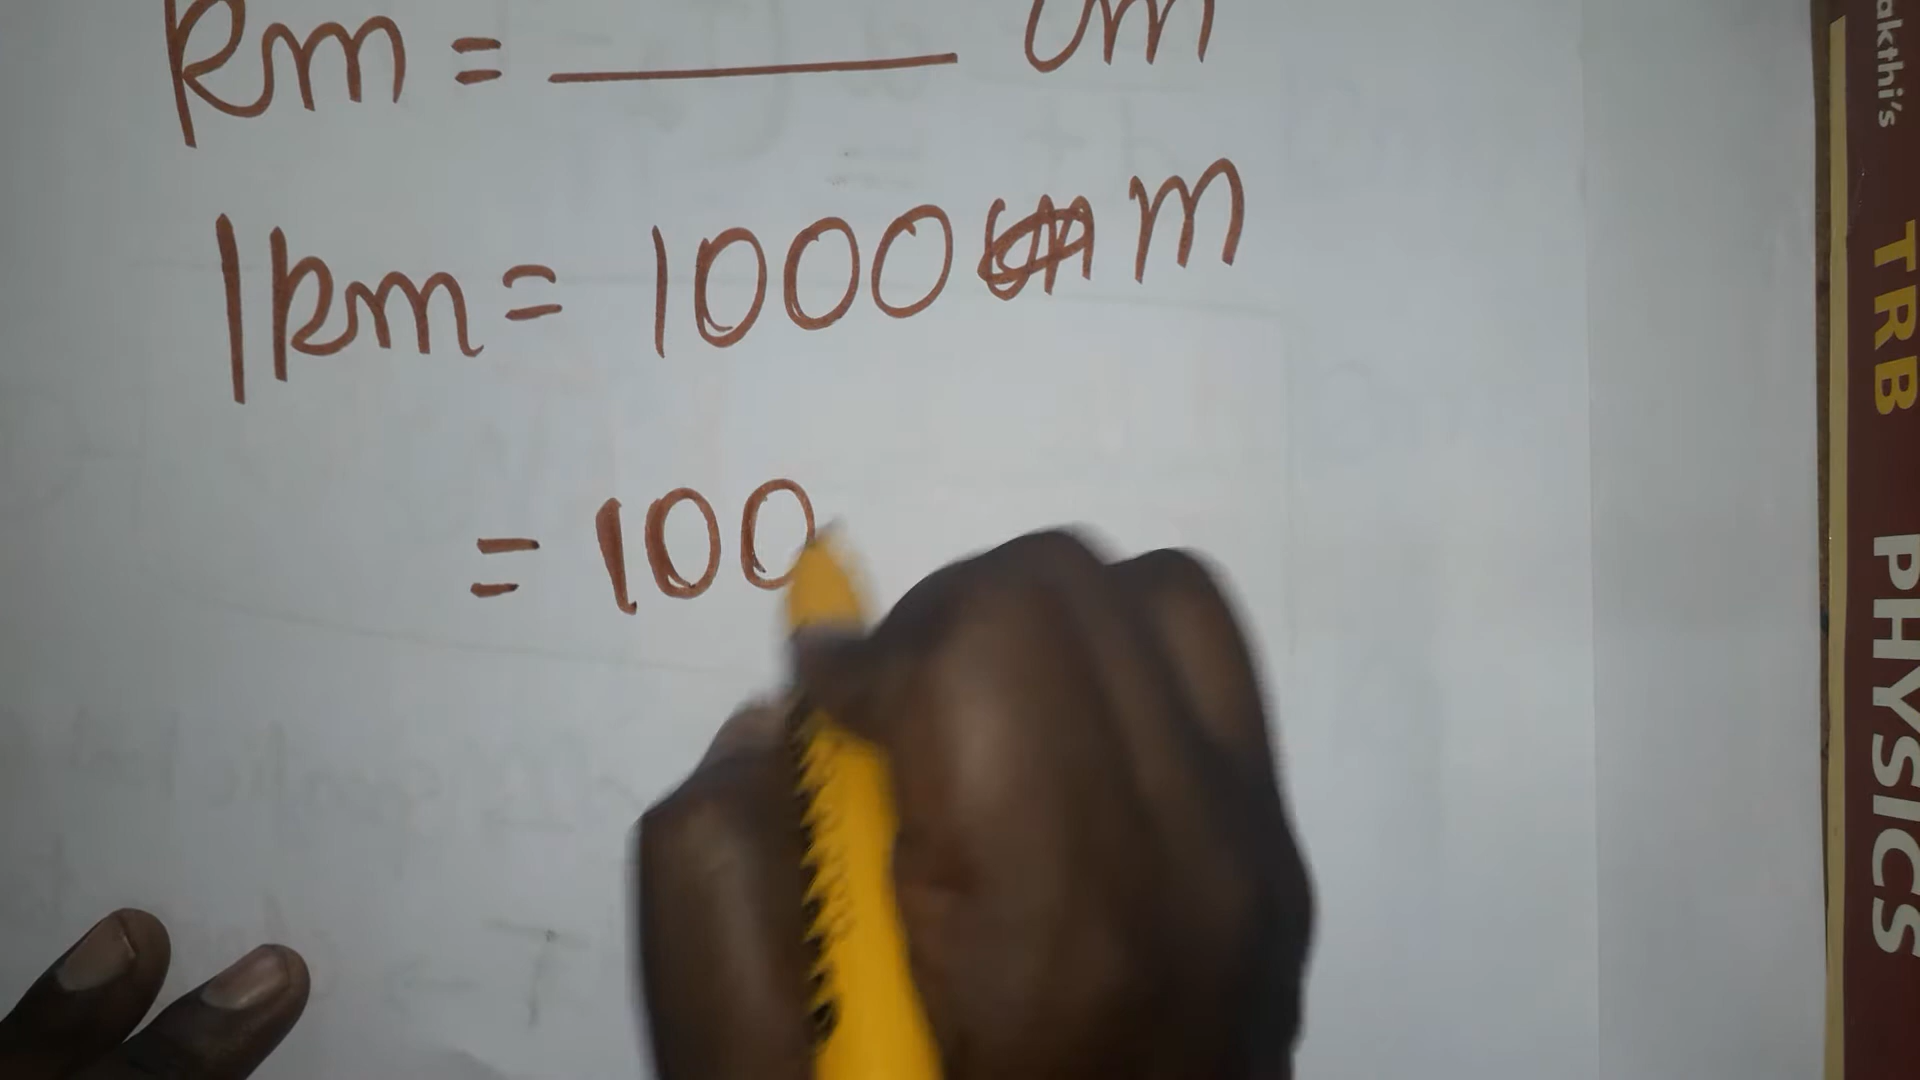 km = ______ cm
1km = 1000 m
= 100
akthi's TRB PHYSICS